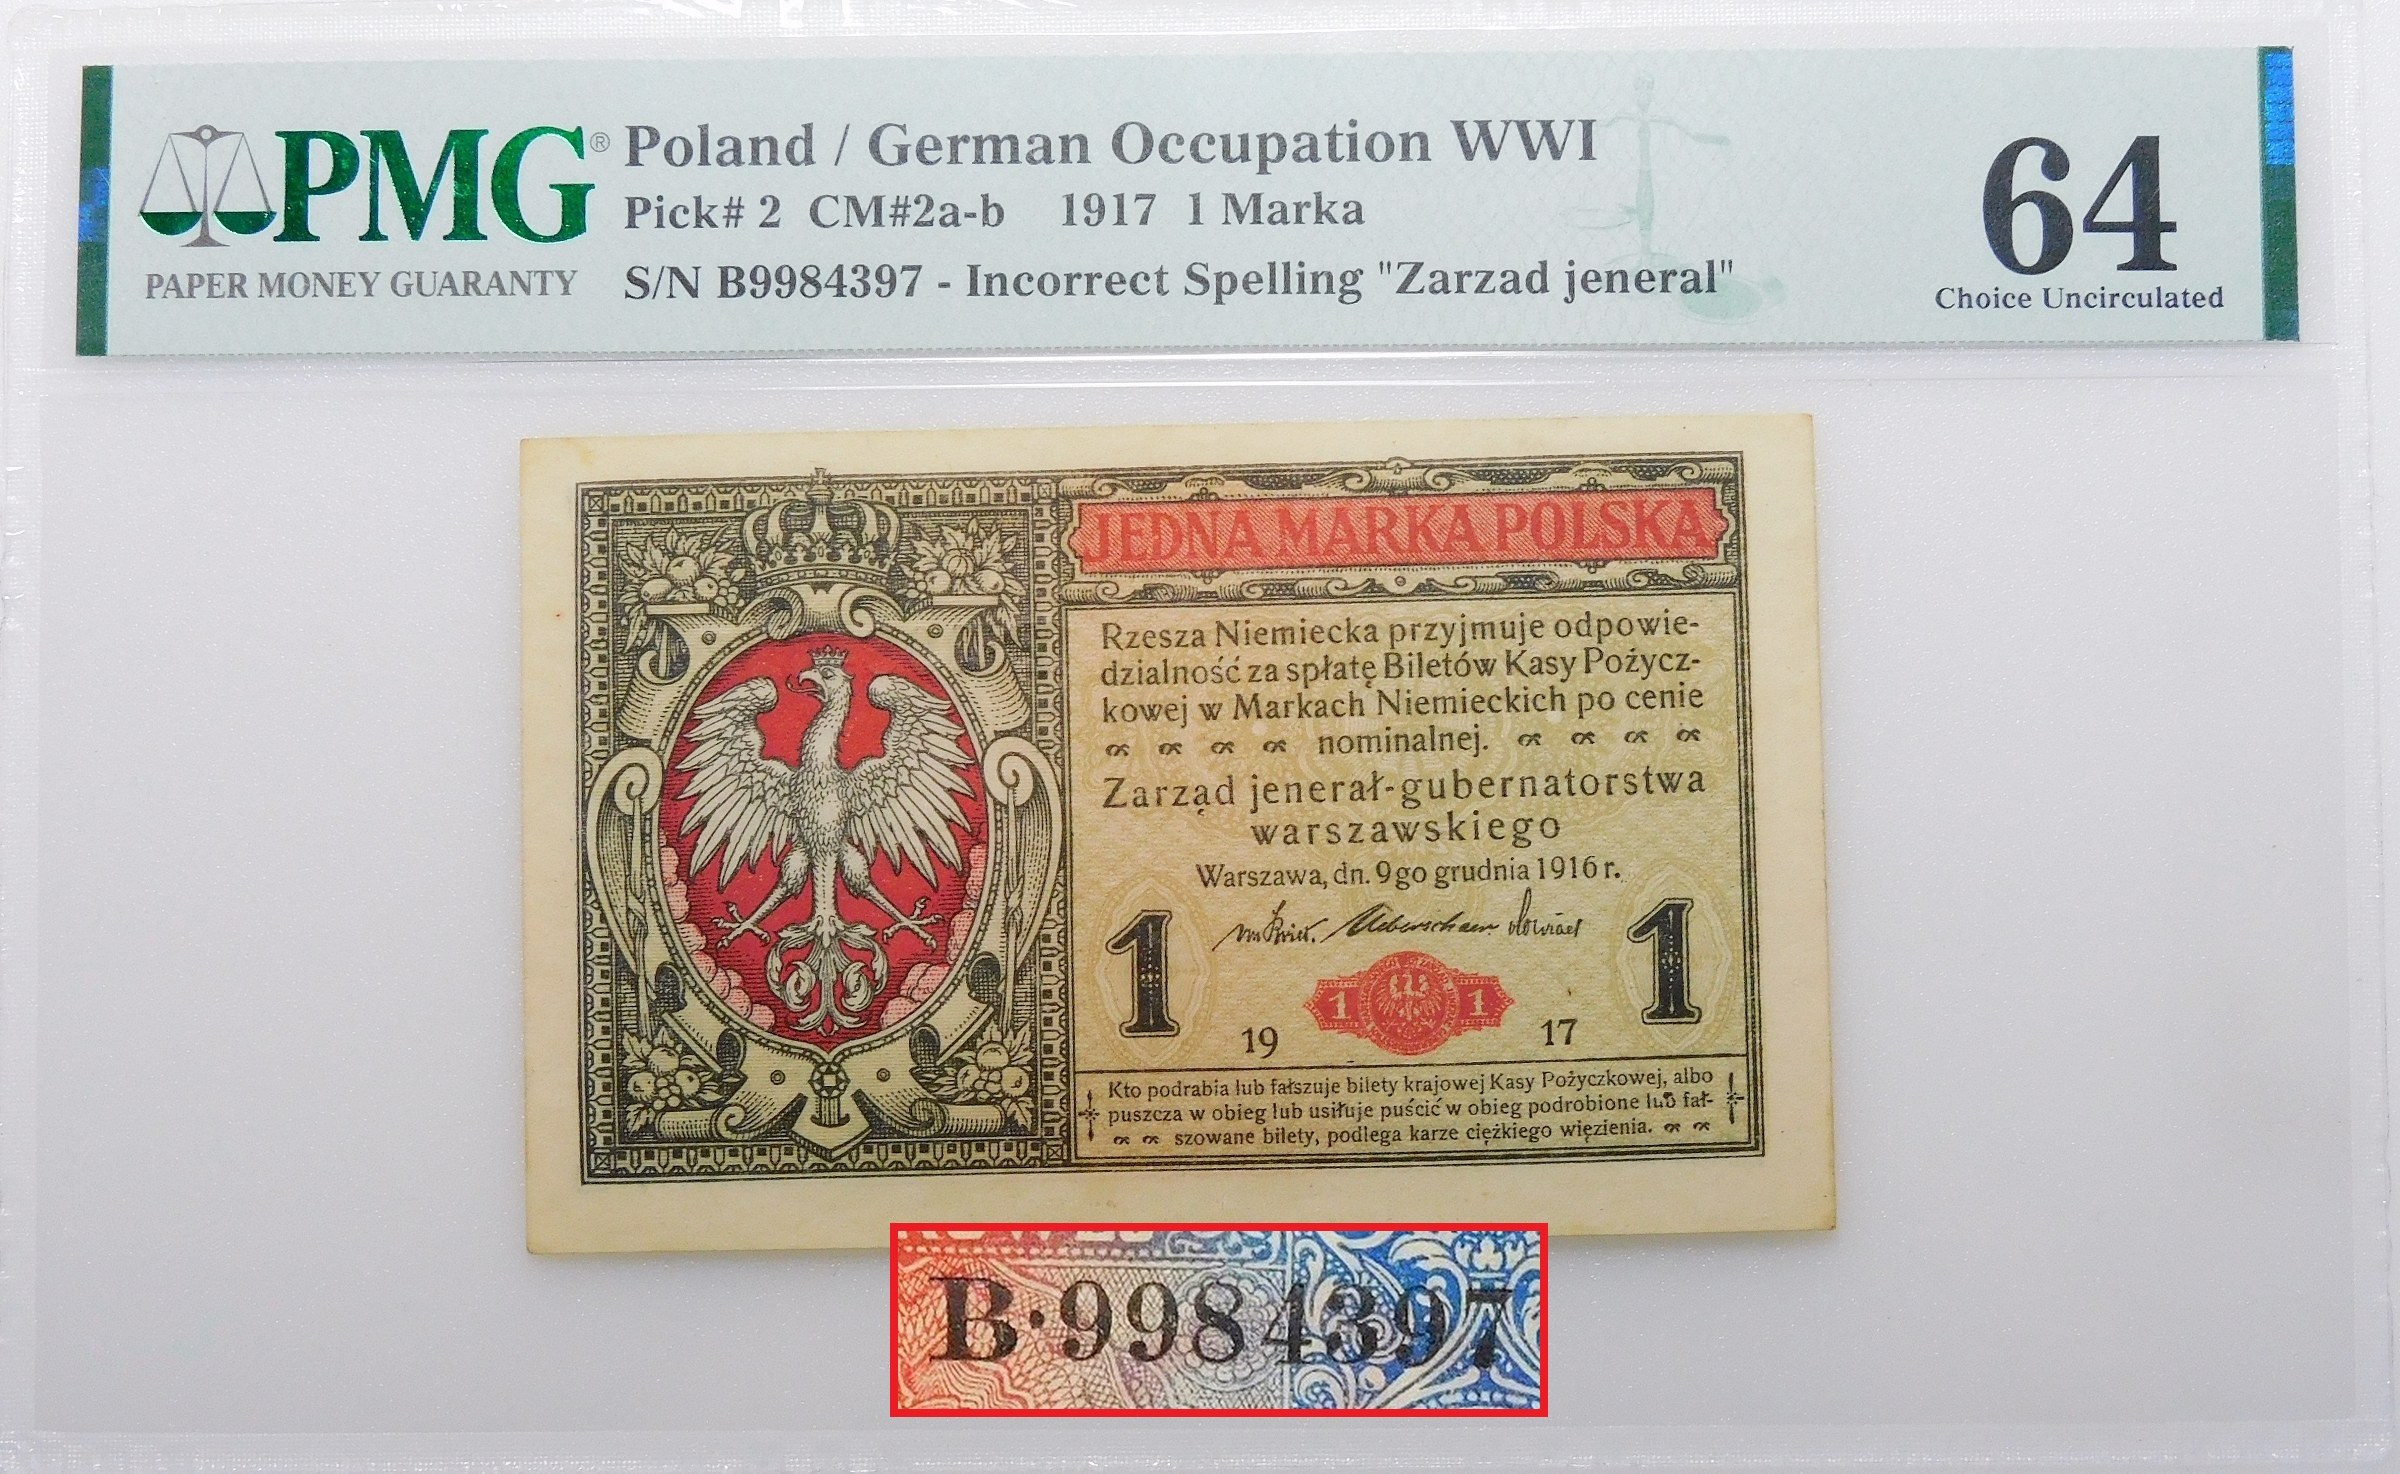 PMG® Poland / German Occupation WWI
Pick# 2 CM#2a-b 1917 1 Marka
PAPER MONEY GUARANTY
S/N B9984397 - Incorrect Spelling "Zarzad jeneral"
64
Choice Uncirculated
JEDNA MARKA POLSKA
Rzesza Niemiecka przyjmuje odpowie-
dzialność za spłatę Biletów Kasy Pożycz-
kowej w Markach Niemieckich po cenie
nominalnej.
Zarząd jenerał-gubernatorstwa
warszawskiego
Warszawa, dn. 9go grudnia 1916 r.
1 1
1 1
19 17
Kto podrabia lub fałszuje bilety krajowej Kasy Pożyczkowej, albo
puszcza w obieg lub usiłuje puścić w obieg podrobione lub fał-
szowane bilety, podlega karze ciężkiego więzienia.
B·9984397